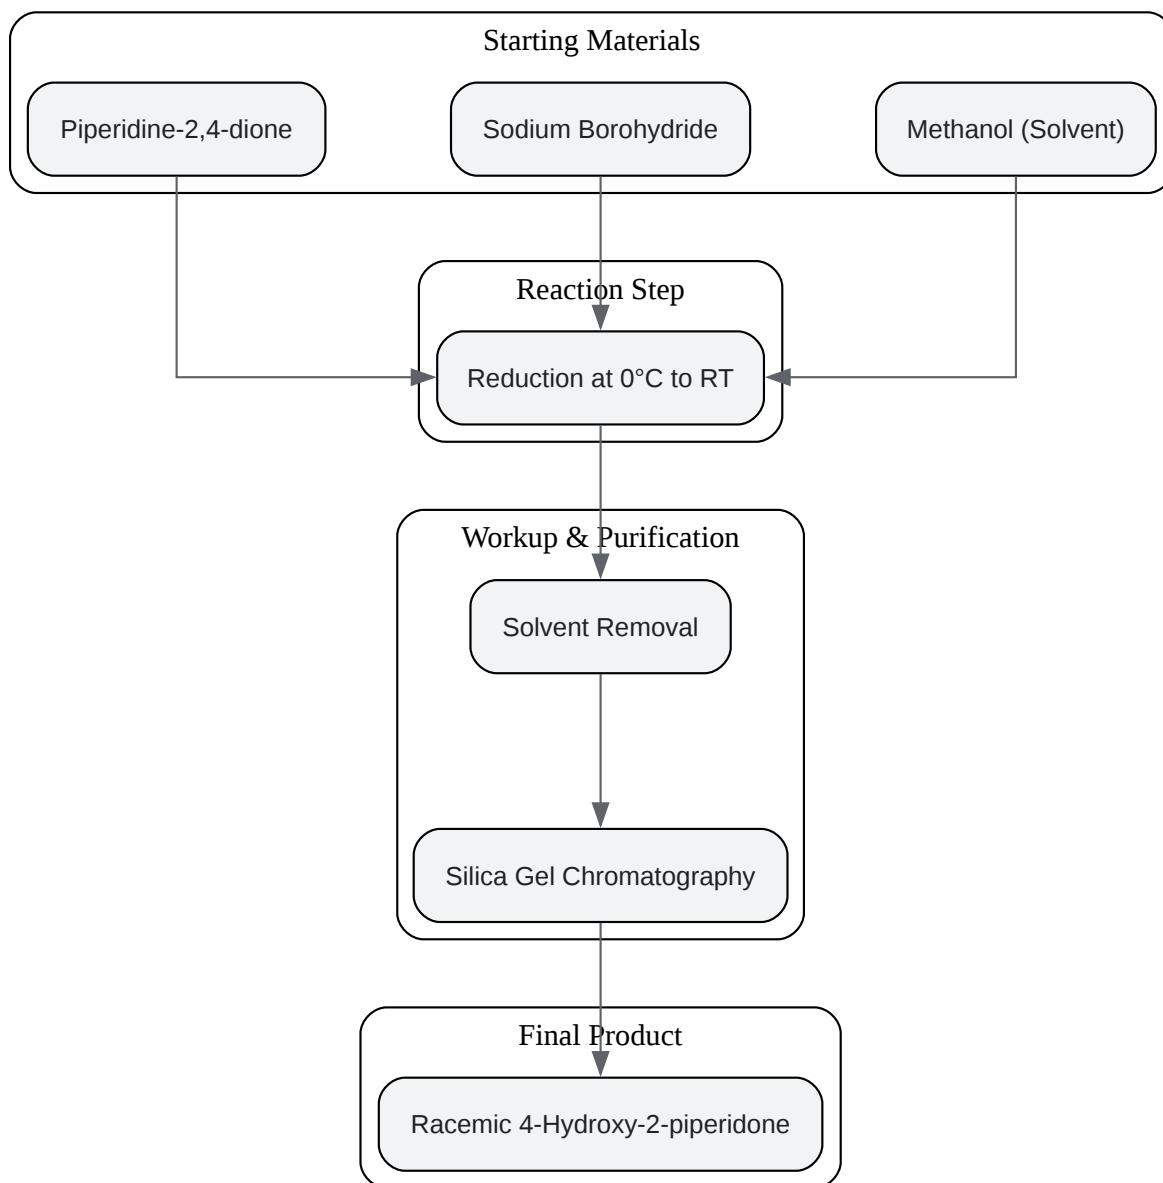 Starting Materials
Piperidine-2,4-dione
Sodium Borohydride
Methanol (Solvent)
Reaction Step
Reduction at 0°C to RT
Workup & Purification
Solvent Removal
Silica Gel Chromatography
Final Product
Racemic 4-Hydroxy-2-piperidone